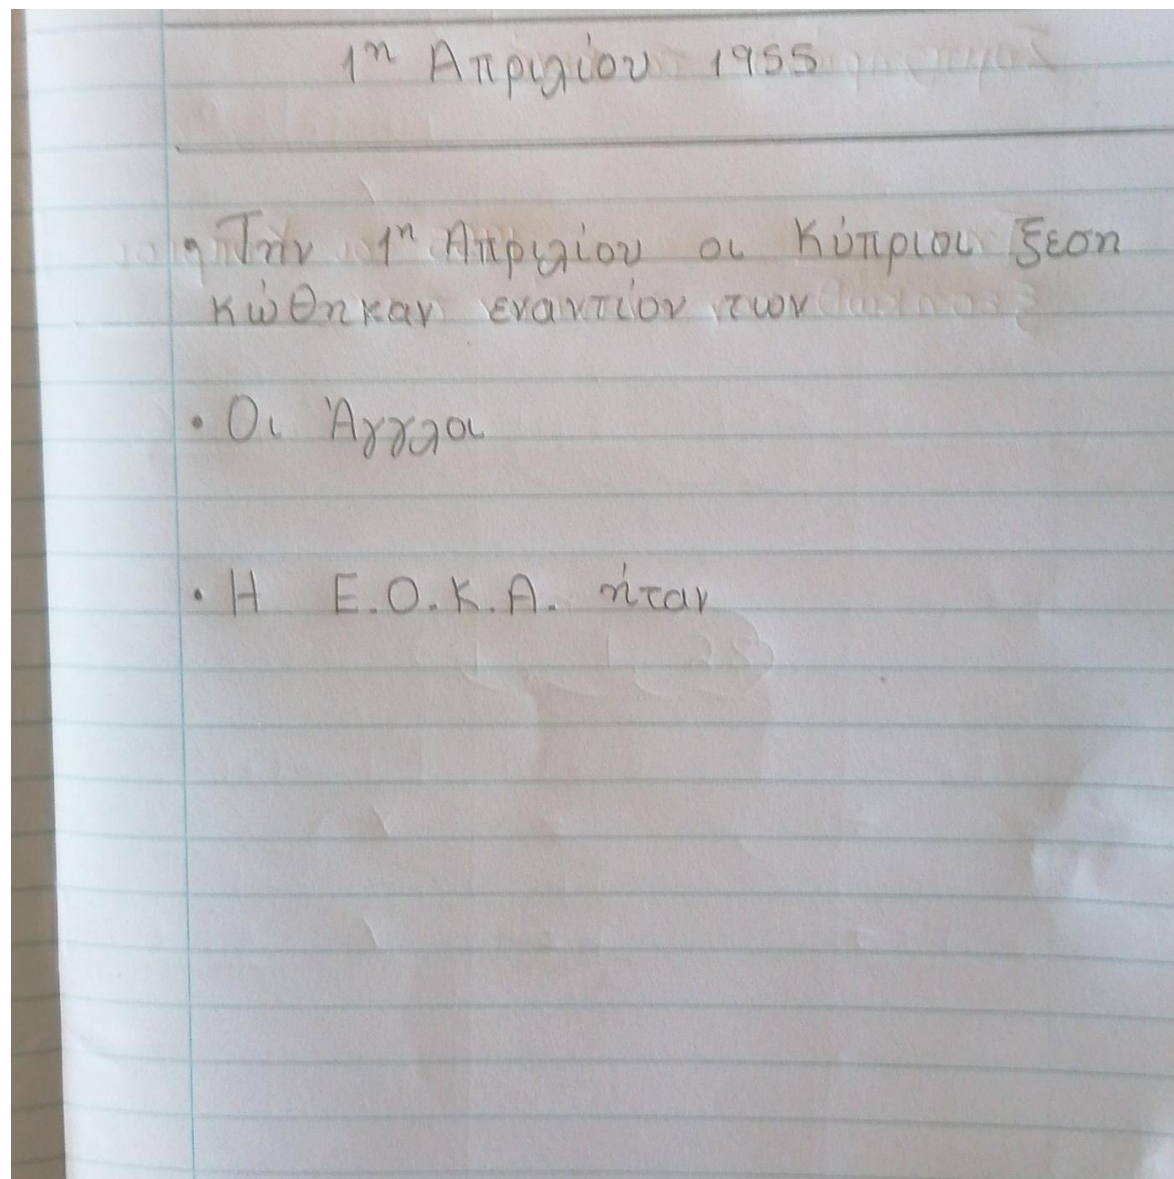 1η Απριλίου 1955
• Την 1η Απριλίου οι Κύπριοι ξεση
κώθηκαν εναντίον των
• Οι Άγγλοι
• Η Ε.Ο.Κ.Α. ήταν